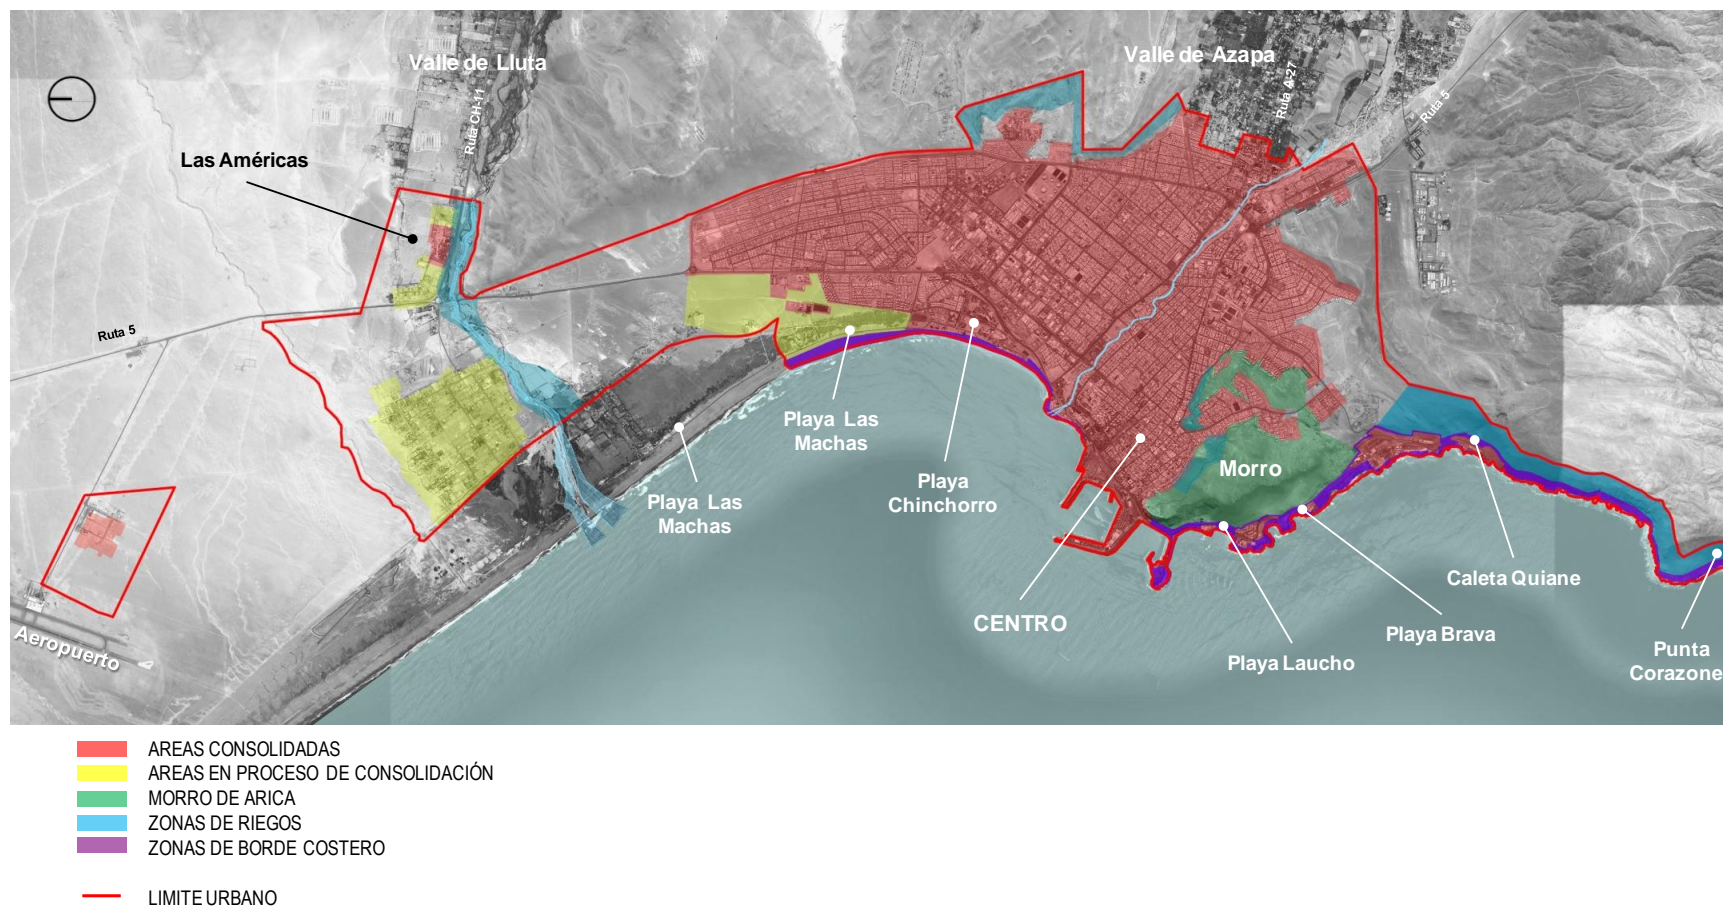 Valle de Lluta
Valle de Azapa
Ruta CH-11
Ruta A-27
Ruta 5
Las Américas
Ruta 5
Playa Las
Machas
Playa Las
Machas
Playa
Chinchorro
Morro
CENTRO
Caleta Quiane
Playa Brava
Playa Laucho
Punta
Corazone
Aeropuerto
AREAS CONSOLIDADAS
AREAS EN PROCESO DE CONSOLIDACIÓN
MORRO DE ARICA
ZONAS DE RIEGOS
ZONAS DE BORDE COSTERO
LIMITE URBANO